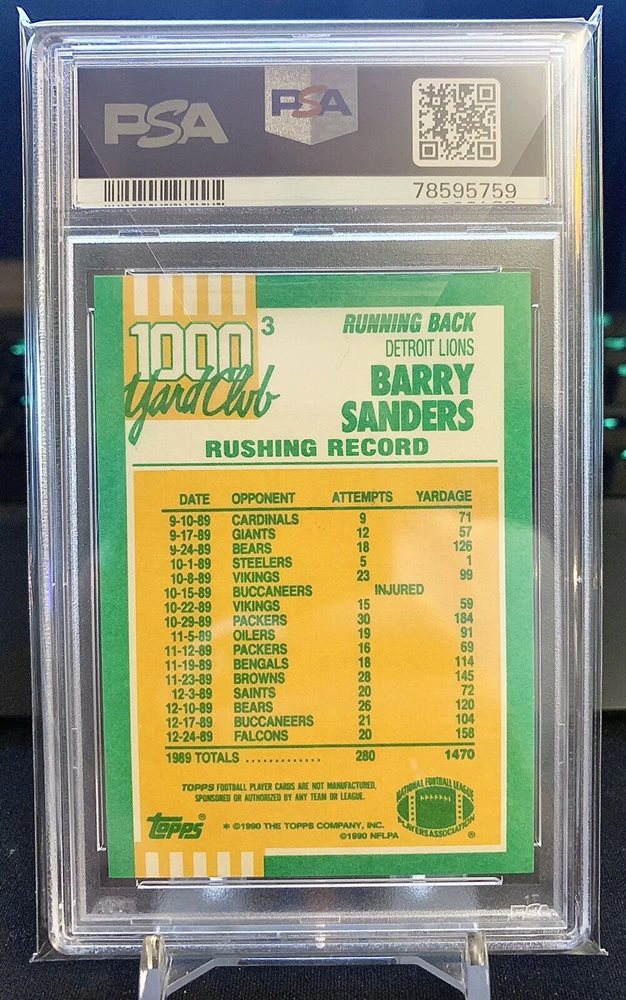 PSA PSA
78595759
1000 3
Yard Club
RUNNING BACK
DETROIT LIONS
BARRY
SANDERS
RUSHING RECORD
DATE OPPONENT ATTEMPTS YARDAGE
9-10-89 CARDINALS 9 71
9-17-89 GIANTS 12 57
9-24-89 BEARS 18 126
10-1-89 STEELERS 5 1
10-8-89 VIKINGS 23 99
10-15-89 BUCCANEERS INJURED
10-22-89 VIKINGS 15 59
10-29-89 PACKERS 30 184
11-5-89 OILERS 19 91
11-12-89 PACKERS 16 69
11-19-89 BENGALS 18 114
11-23-89 BROWNS 28 145
12-3-89 SAINTS 20 72
12-10-89 BEARS 26 120
12-17-89 BUCCANEERS 21 104
12-24-89 FALCONS 20 158
1989 TOTALS ............. 280 1470
TOPPS FOOTBALL PLAYER CARDS ARE NOT MANUFACTURED,
SPONSORED OR AUTHORIZED BY ANY TEAM OR LEAGUE.
NATIONAL FOOTBALL LEAGUE
PLAYERS ASSOCIATION ®
TOPPS®
* ©1990 THE TOPPS COMPANY, INC.
©1990 NFLPA
PSA